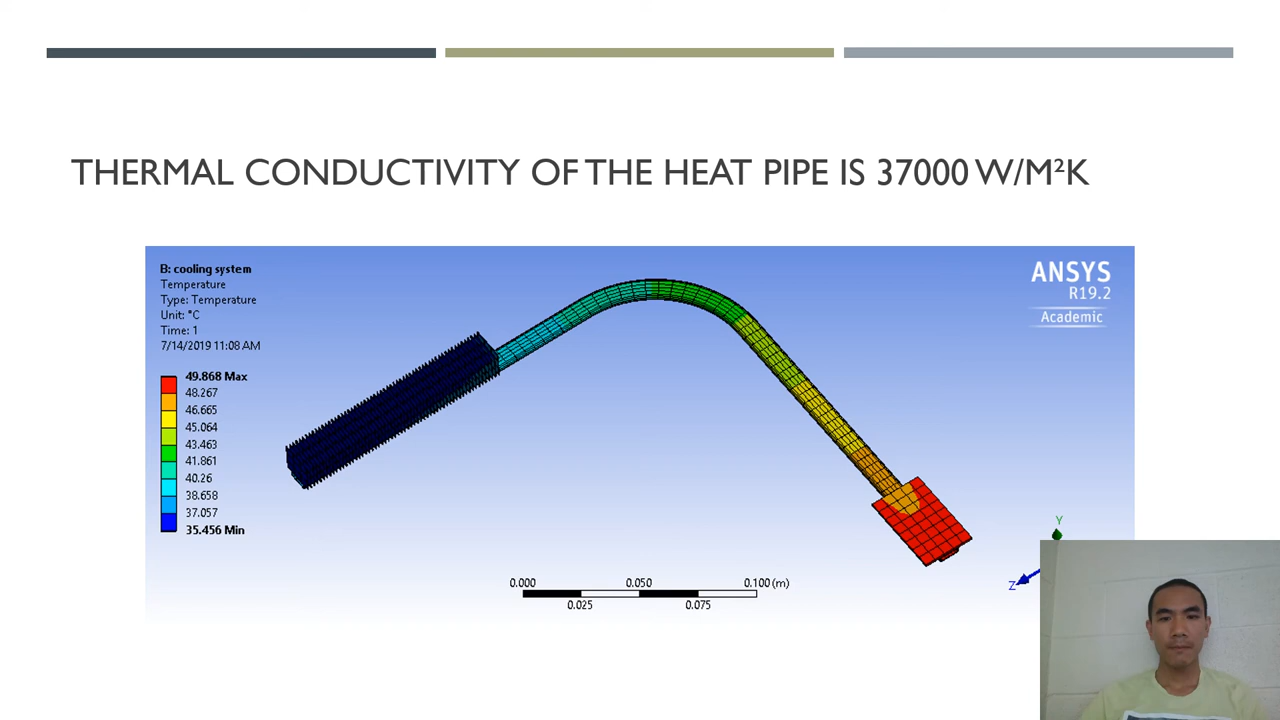 THERMAL CONDUCTIVITY OF THE HEAT PIPE IS 37000 W/M²K
B: cooling system
Temperature
Type: Temperature
Unit: °C
Time: 1
7/14/2019 11:08 AM
49.868 Max
48.267
46.665
45.064
43.463
41.861
40.26
38.658
37.057
35.456 Min
ANSYS
R19.2
Academic
0.000 0.050 0.100 (m)
0.025 0.075
Y
Z